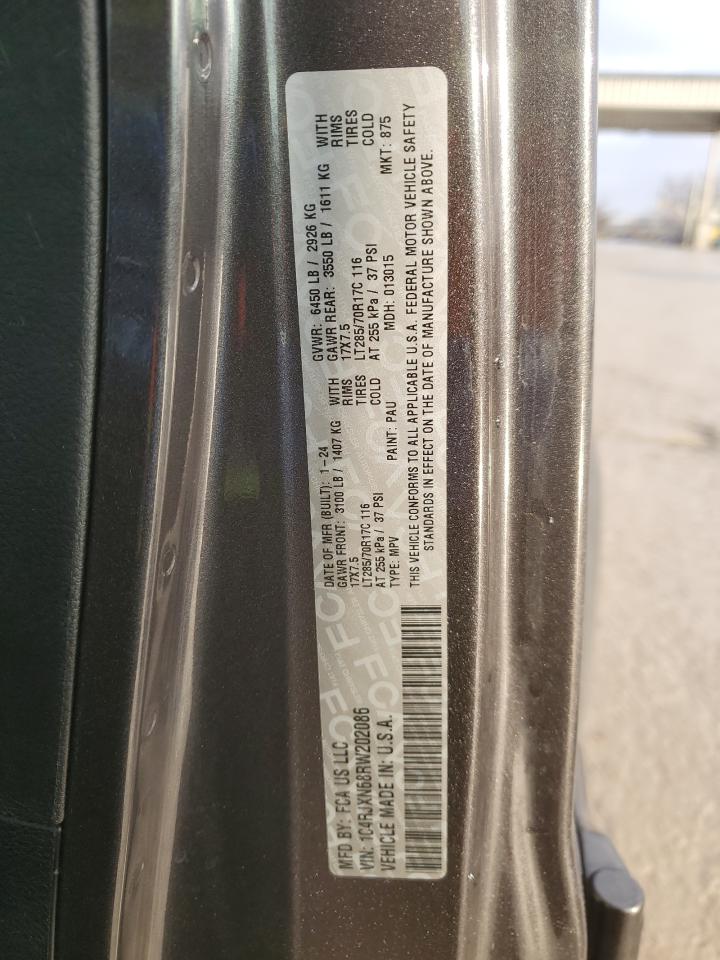 MFD BY: FCA US LLC
DATE OF MFR (BUILT): 1-24
GVWR: 6450 LB / 2926 KG
VIN: 1C4RJXN68RW202086
GAWR FRONT: 3100 LB / 1407 KG WITH
GAWR REAR: 3550 LB / 1611 KG WITH
17X7.5 RIMS
17X7.5 RIMS
VEHICLE MADE IN: U.S.A.
LT285/70R17C 116 TIRES
LT285/70R17C 116 TIRES
AT 255 kPa / 37 PSI COLD
AT 255 kPa / 37 PSI COLD
TYPE: MPV PAINT: PAU MDH: 013015 MKT: 875
THIS VEHICLE CONFORMS TO ALL APPLICABLE U.S.A. FEDERAL MOTOR VEHICLE SAFETY
STANDARDS IN EFFECT ON THE DATE OF MANUFACTURE SHOWN ABOVE.